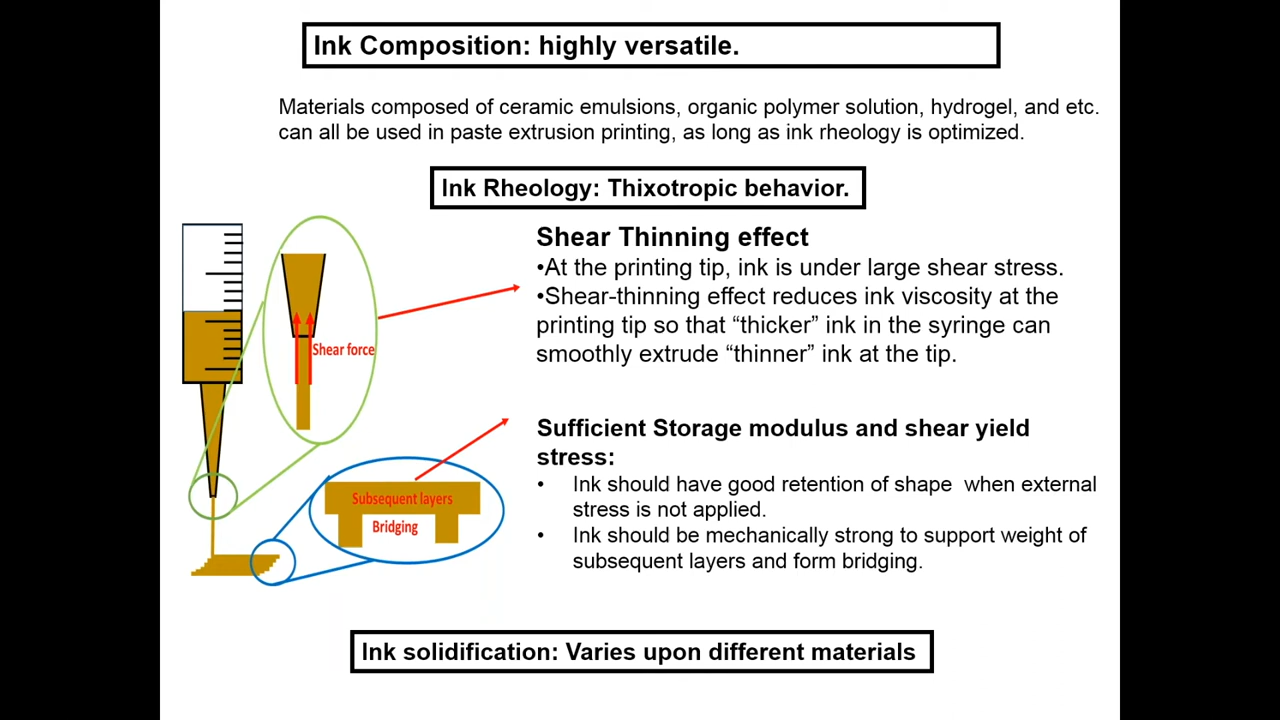 Ink Composition: highly versatile.
Materials composed of ceramic emulsions, organic polymer solution, hydrogel, and etc.
can all be used in paste extrusion printing, as long as ink rheology is optimized.
Ink Rheology: Thixotropic behavior.
Shear Thinning effect
•At the printing tip, ink is under large shear stress.
•Shear-thinning effect reduces ink viscosity at the
printing tip so that “thicker” ink in the syringe can
smoothly extrude “thinner” ink at the tip.
Shear force
Sufficient Storage modulus and shear yield
stress:
• Ink should have good retention of shape when external
stress is not applied.
• Ink should be mechanically strong to support weight of
subsequent layers and form bridging.
Subsequent layers
Bridging
Ink solidification: Varies upon different materials